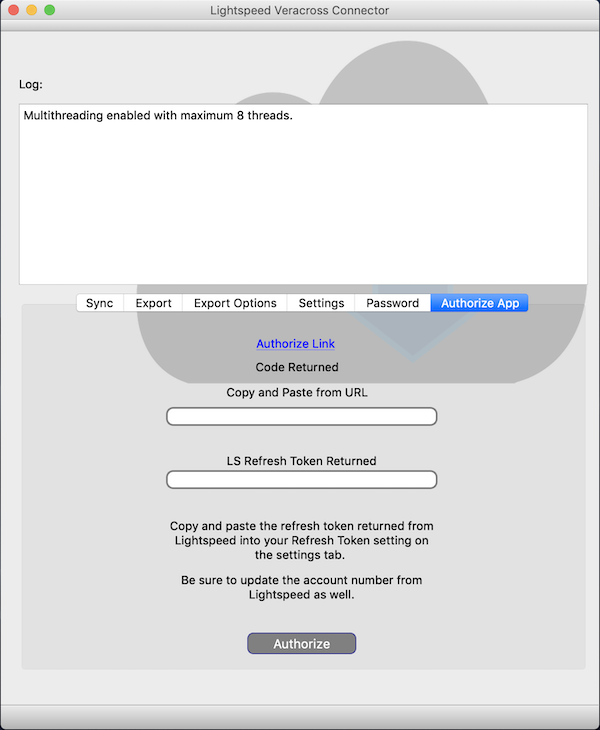 Lightspeed Veracross Connector
Log:
Multithreading enabled with maximum 8 threads.
Sync Export Export Options Settings Password Authorize App
Authorize Link
Code Returned
Copy and Paste from URL
LS Refresh Token Returned
Copy and paste the refresh token returned from
Lightspeed into your Refresh Token setting on
the settings tab.
Be sure to update the account number from
Lightspeed as well.
Authorize